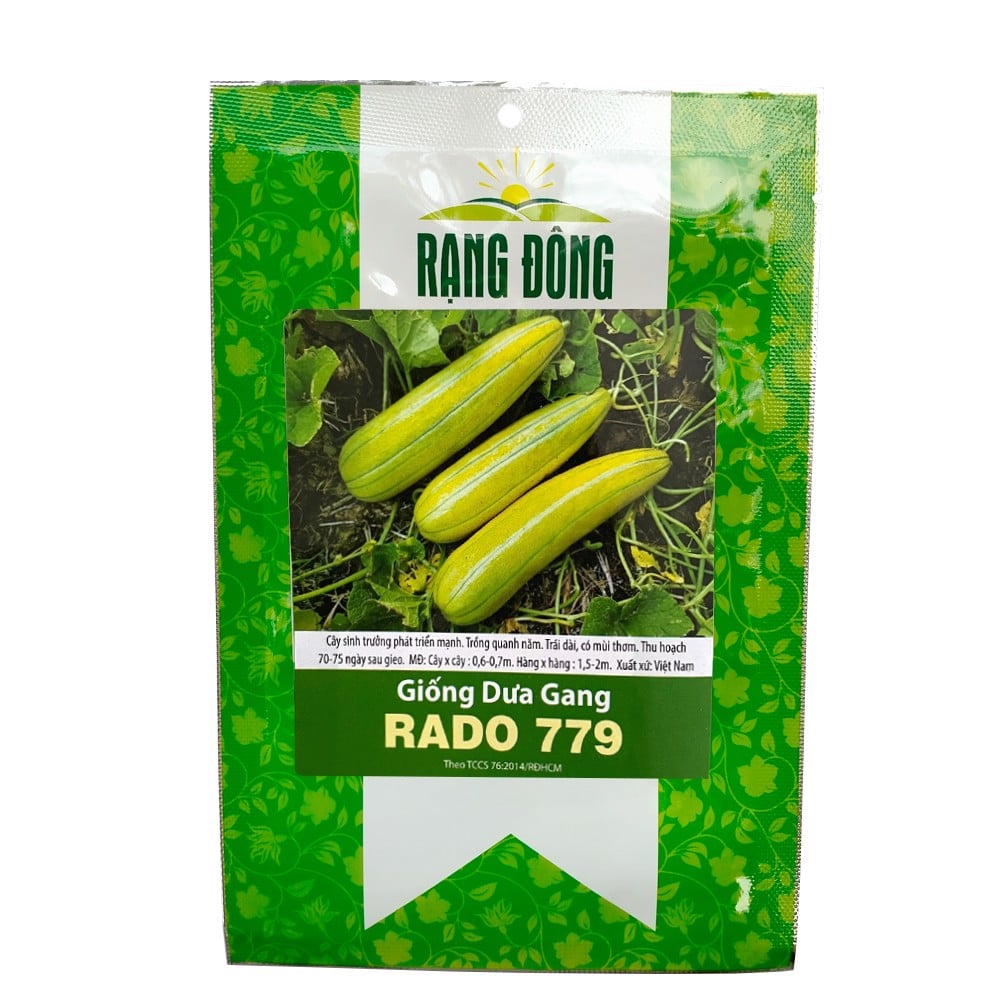 RẠNG ĐÔNG
Cây sinh trưởng phát triển mạnh. Trồng quanh năm. Trái dài, có mùi thơm. Thu hoạch
70-75 ngày sau gieo. MĐ: Cây x cây : 0,6-0,7m. Hàng x hàng : 1,5-2m. Xuất xứ: Việt Nam
Giống Dưa Gang
RADO 779
Theo TCCS 76:2014/RĐHCM